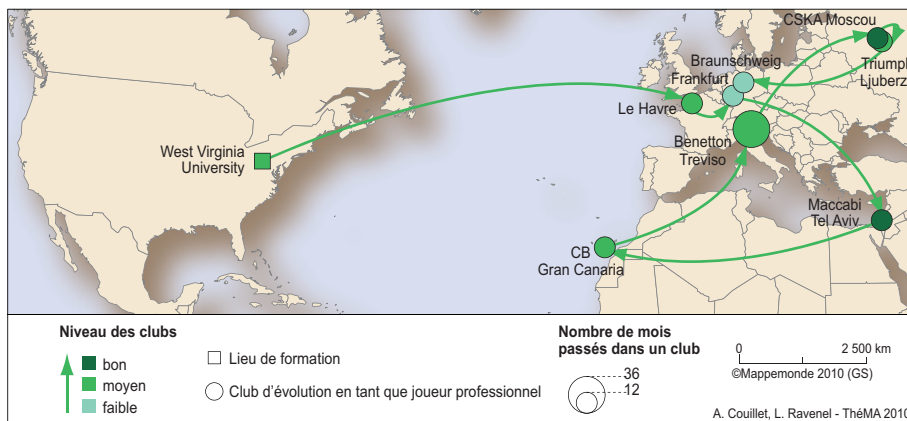 CSKA Moscou
Braunschweig
Triumph
Ljuberz
Frankfurt
Le Havre
West Virginia
University
Benetton
Treviso
Maccabi
Tel Aviv
CB
Gran Canaria
Niveau des clubs
bon
moyen
faible
Lieu de formation
Club d'évolution en tant que joueur professionnel
Nombre de mois
passés dans un club
36
12
0 2 500 km
©Mappemonde 2010 (GS)
A. Couillet, L. Ravenel - ThéMA 2010